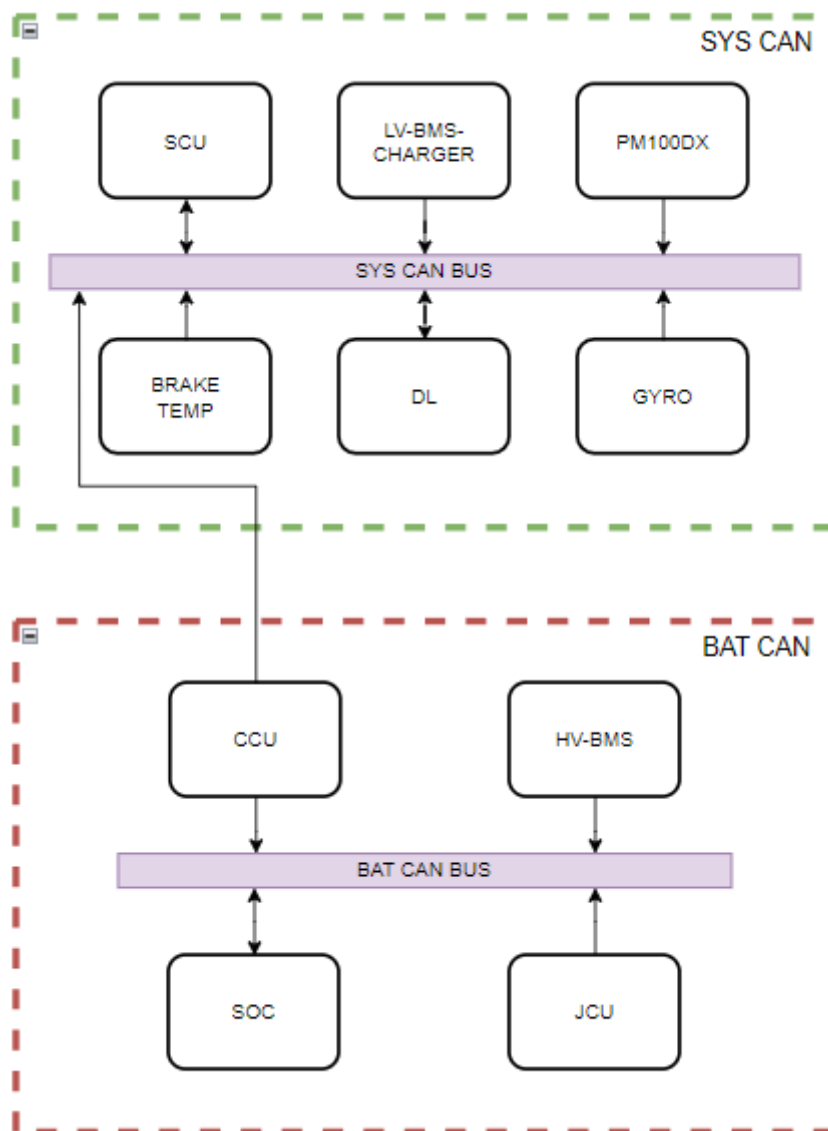 SYS CAN
SCU
LV-BMS-
CHARGER
PM100DX
SYS CAN BUS
BRAKE
TEMP
DL
GYRO
BAT CAN
CCU
HV-BMS
BAT CAN BUS
SOC
JCU